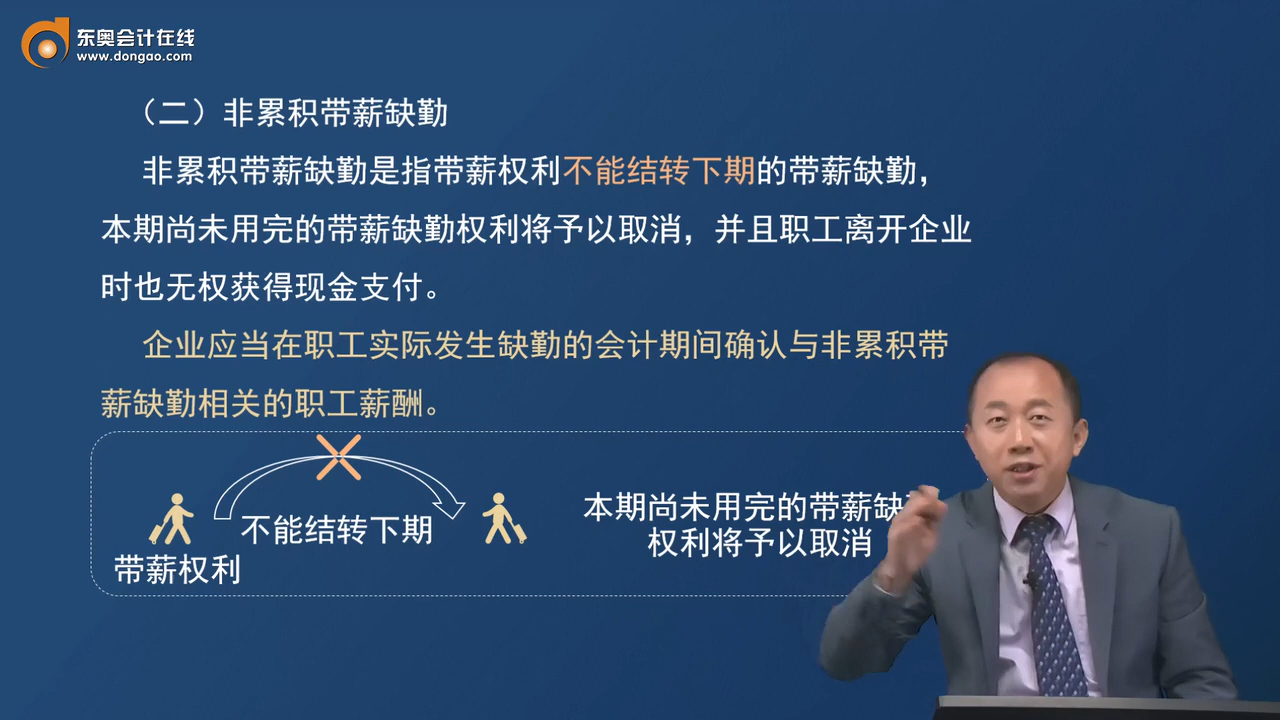 东奥会计在线
www.dongao.com
（二）非累积带薪缺勤
非累积带薪缺勤是指带薪权利不能结转下期的带薪缺勤，
本期尚未用完的带薪缺勤权利将予以取消，并且职工离开企业
时也无权获得现金支付。
企业应当在职工实际发生缺勤的会计期间确认与非累积带
薪缺勤相关的职工薪酬。
不能结转下期
带薪权利
本期尚未用完的带薪缺
权利将予以取消